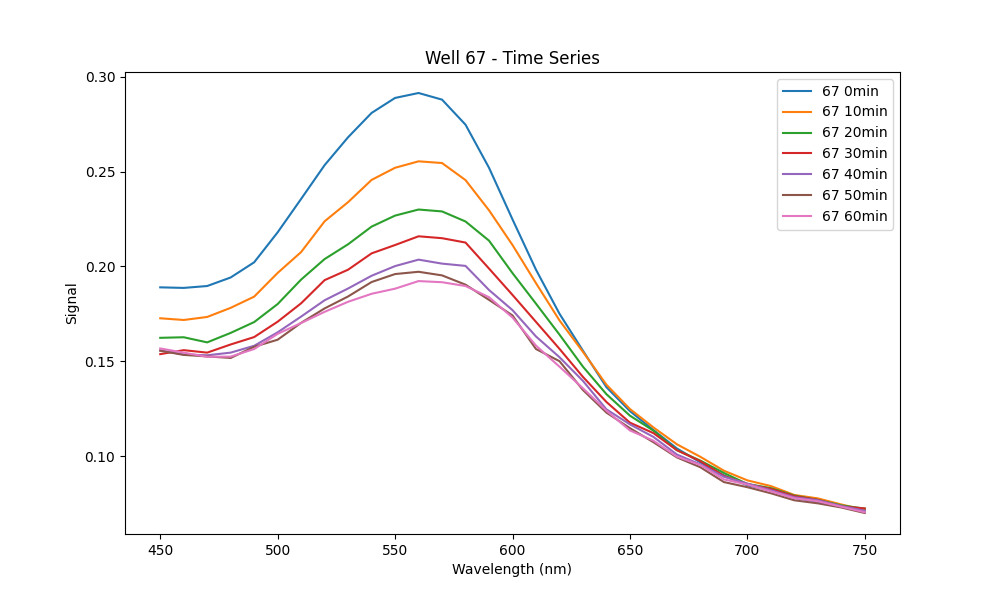 Well 67 - Time Series
67 0min
67 10min
67 20min
67 30min
67 40min
67 50min
67 60min
0.30
0.25
0.20
0.15
0.10
Signal
450 500 550 600 650 700 750
Wavelength (nm)